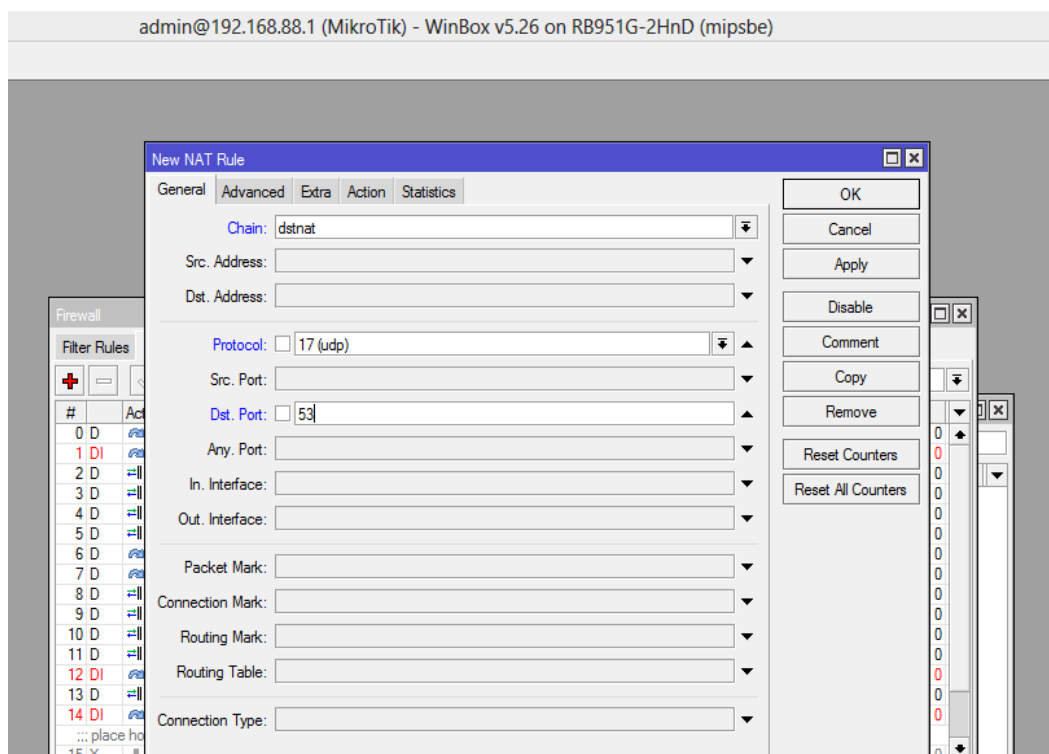 admin@192.168.88.1 (MikroTik) - WinBox v5.26 on RB951G-2HnD (mipsbe)
New NAT Rule
General Advanced Extra Action Statistics
OK
Chain: dstnat
Cancel
Src. Address:
Apply
Dst. Address:
Disable
Firewall
Protocol: 17 (udp)
Comment
Filter Rules
Src. Port:
Copy
Dst. Port: 53
Remove
# Act
Any. Port:
Reset Counters
In. Interface:
Reset All Counters
Out. Interface:
Packet Mark:
Connection Mark:
Routing Mark:
Routing Table:
Connection Type:
0 D 0
1 DI 0
2 D 0
3 D 0
4 D 0
5 D 0
6 D 0
7 D 0
8 D 0
9 D 0
10 D 0
11 D 0
12 DI 0
13 D 0
14 DI 0
::: place ho
15 X 0